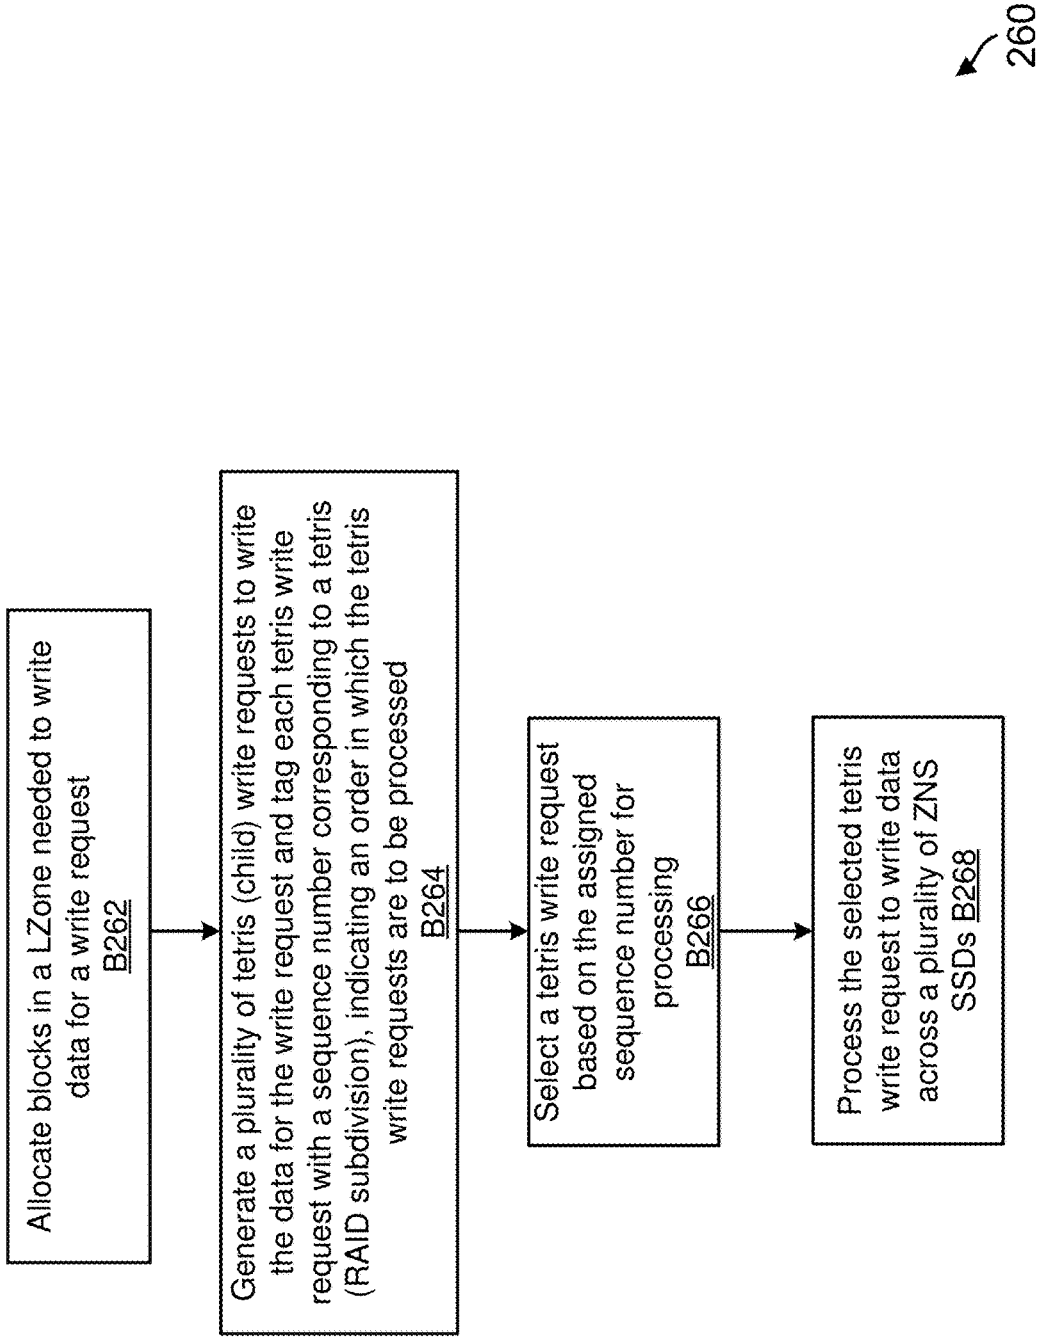 260
Allocate blocks in a LZone needed to write
data for a write request
B262
Generate a plurality of tetris (child) write requests to write
the data for the write request and tag each tetris write
request with a sequence number corresponding to a tetris
(RAID subdivision), indicating an order in which the tetris
write requests are to be processed
B264
Select a tetris write request
based on the assigned
sequence number for
processing
B266
Process the selected tetris
write request to write data
across a plurality of ZNS
SSDs B268